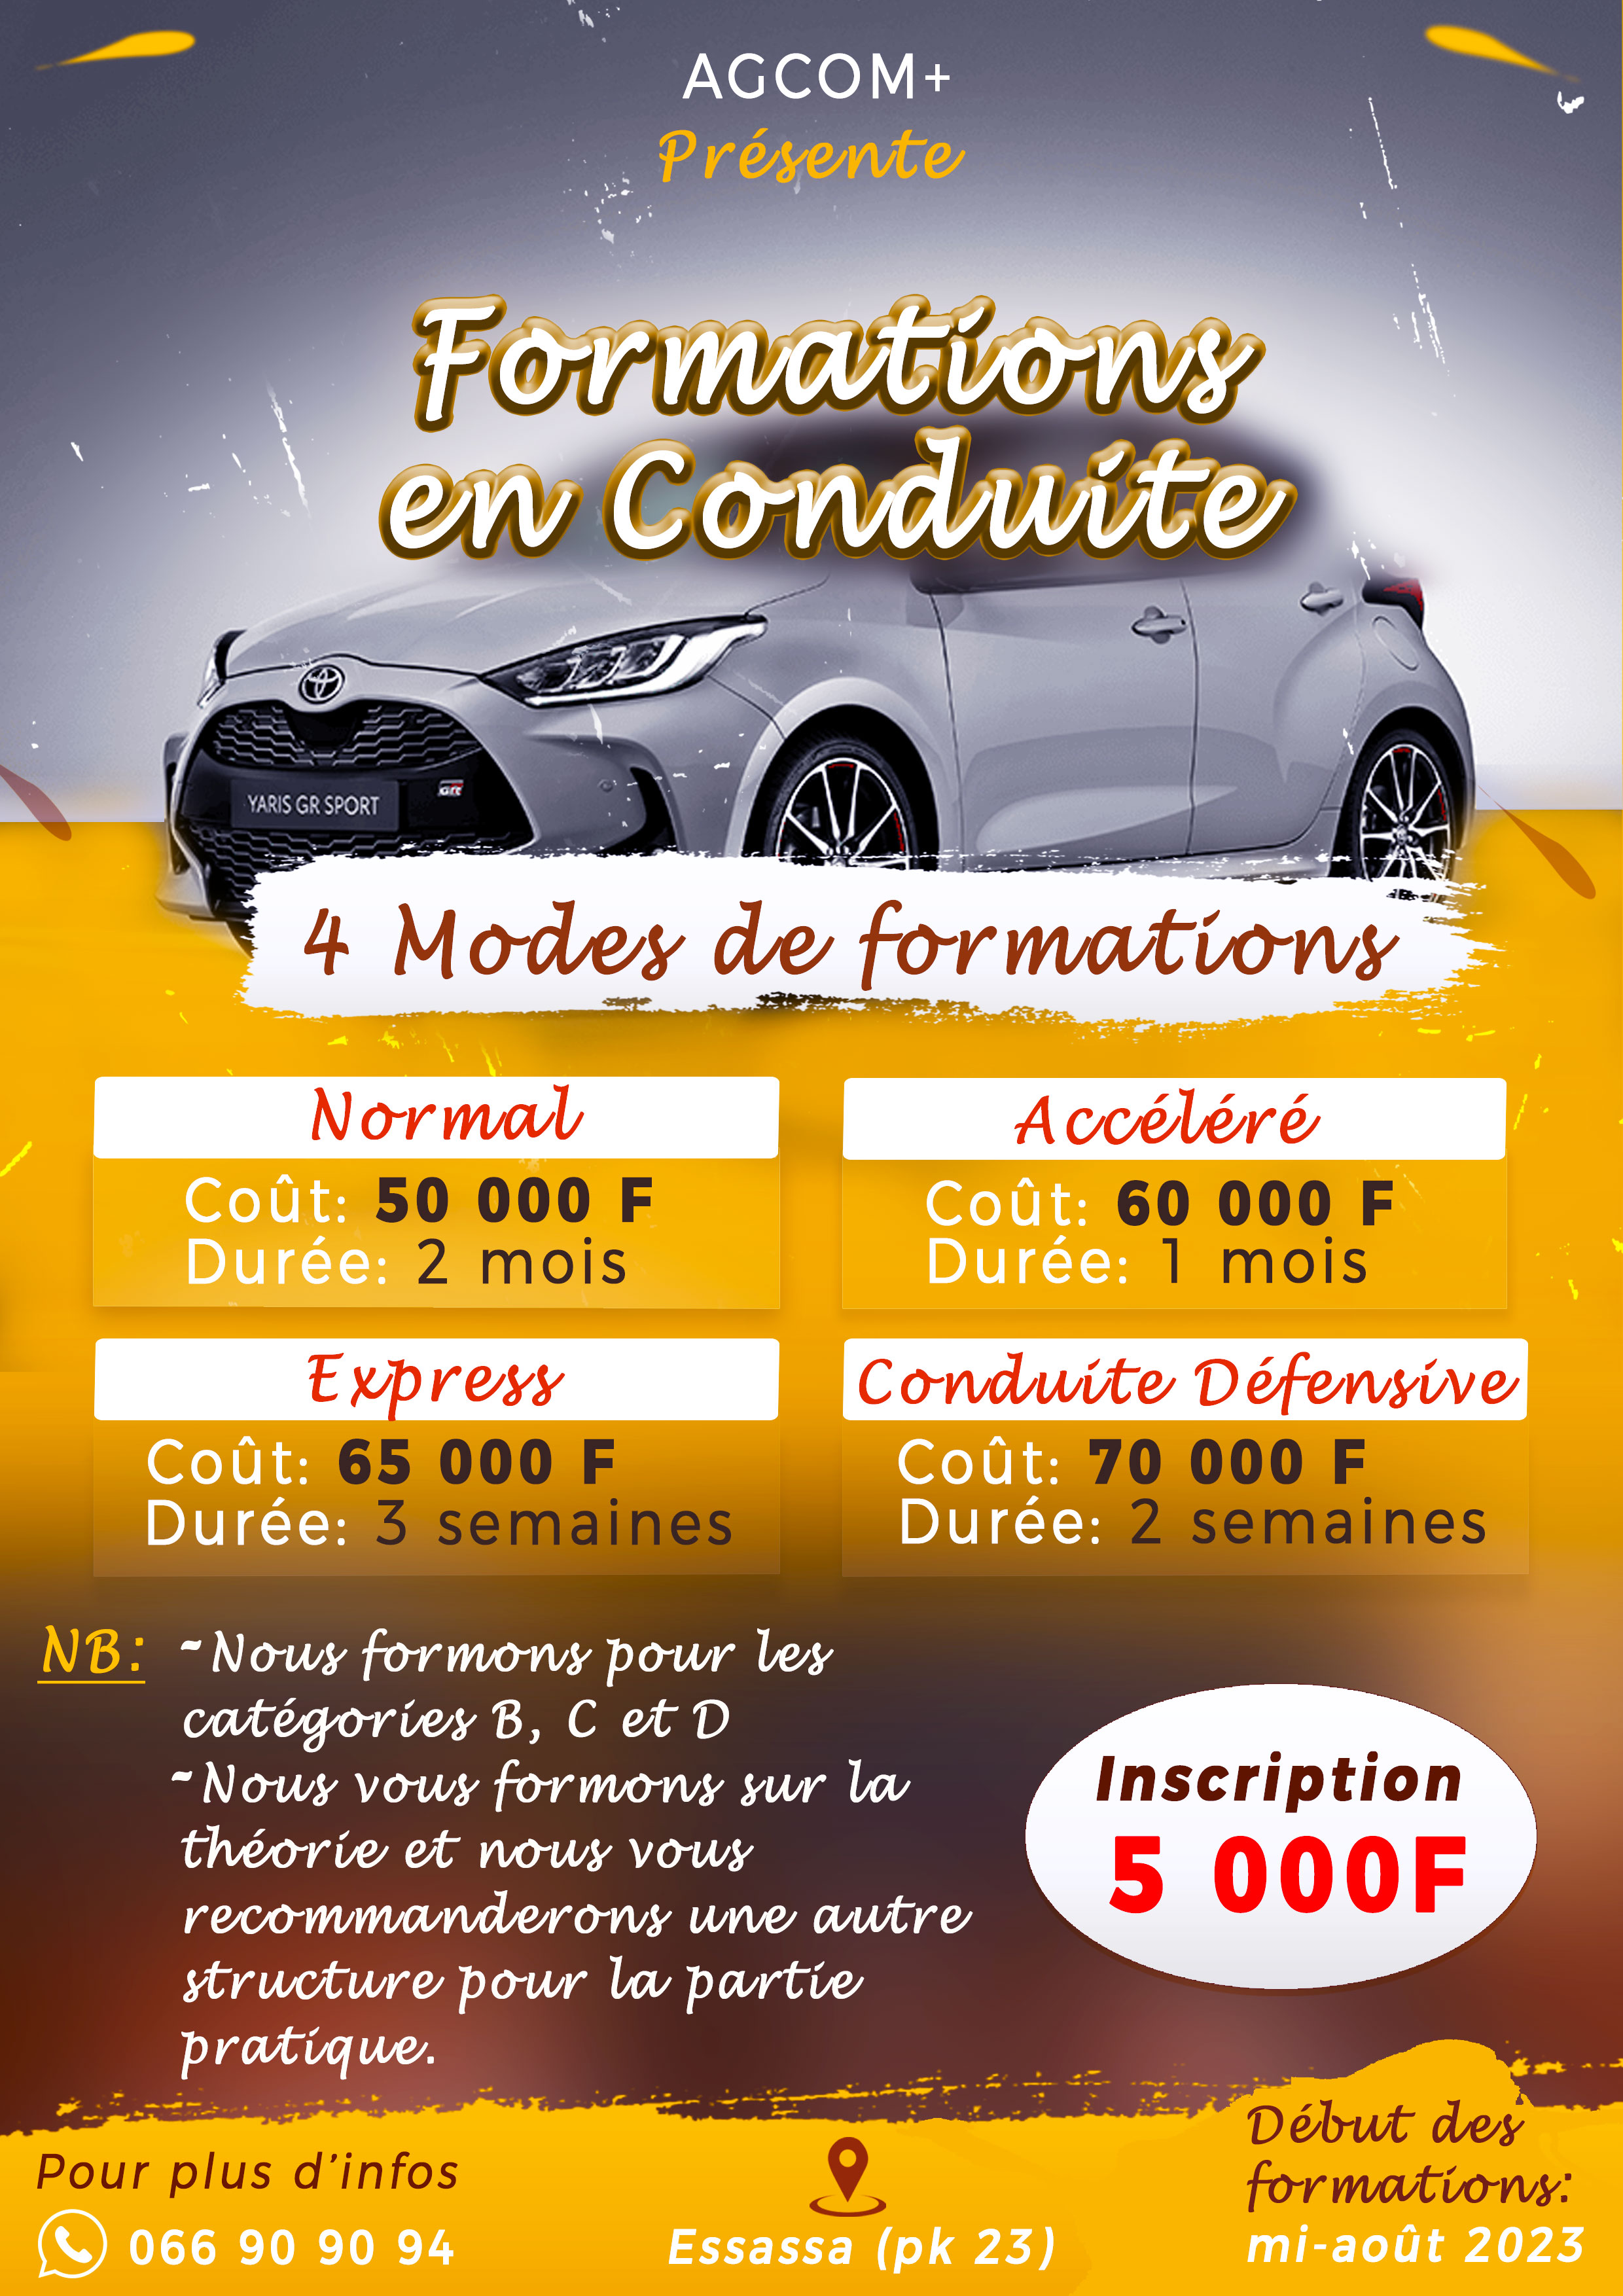 AGCOM+
Présente
Formations
en Conduite
YARIS GR SPORT
GR
4 Modes de formations
Normal
Coût: 50 000 F
Durée: 2 mois
Accéléré
Coût: 60 000 F
Durée: 1 mois
Express
Coût: 65 000 F
Durée: 3 semaines
Conduite Défensive
Coût: 70 000 F
Durée: 2 semaines
NB: ~Nous formons pour les
catégories B, C et D
~Nous vous formons sur la
théorie et nous vous
recommanderons une autre
structure pour la partie
pratique.
Inscription
5 000F
Pour plus d'infos
066 90 90 94
Essassa (pk 23)
Début des
formations:
mi-août 2023